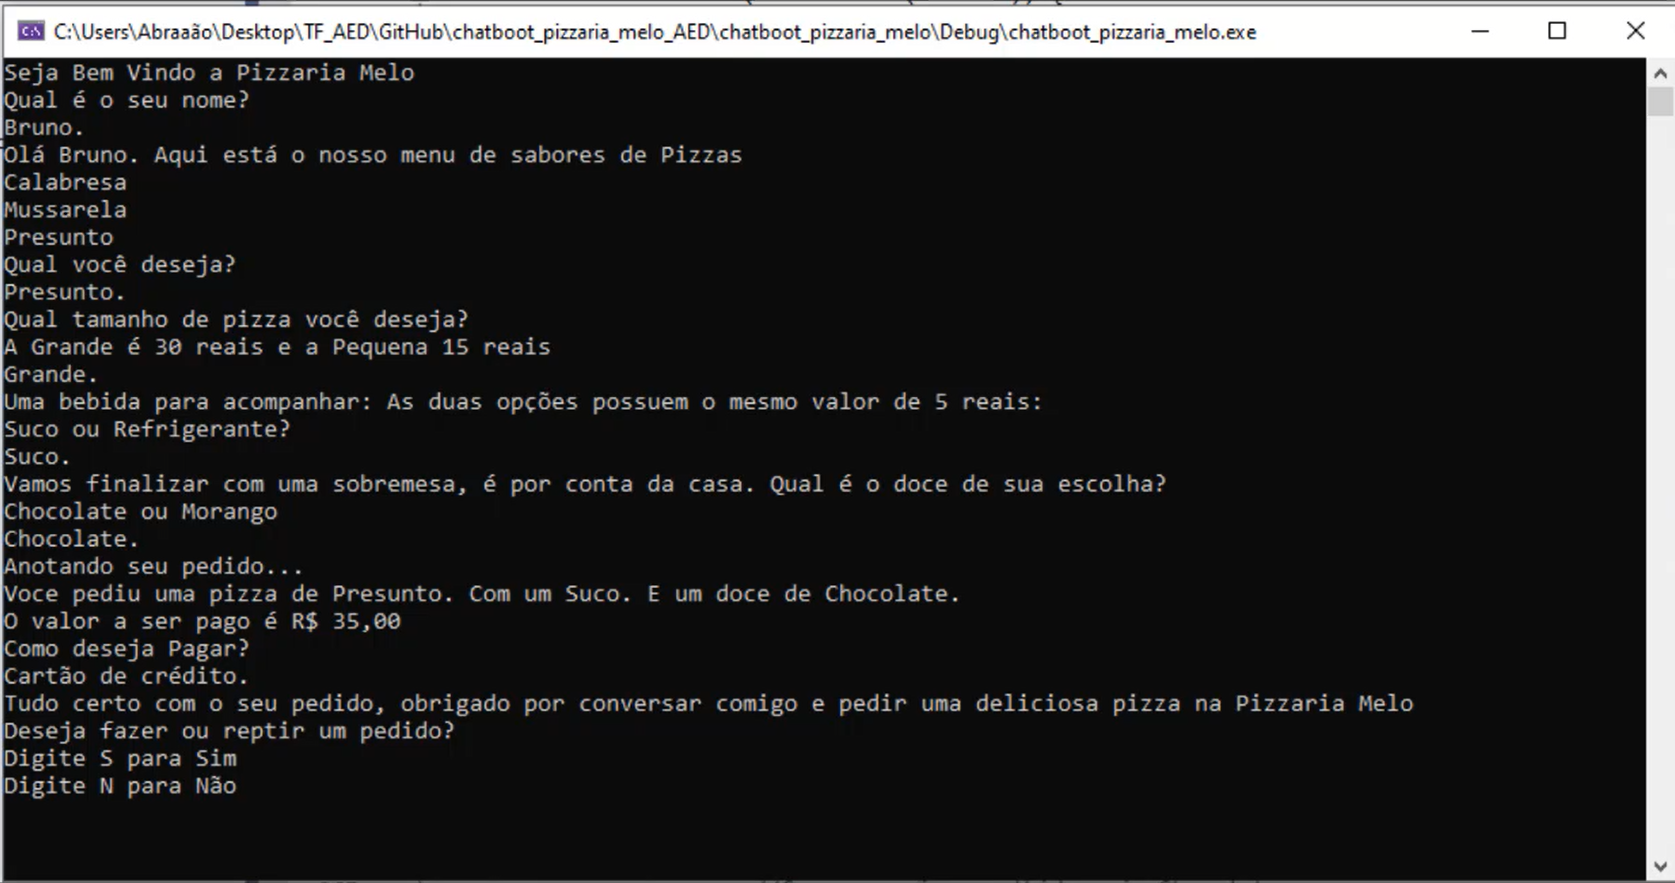 C:\Users\Abraaão\Desktop\TF_AED\GitHub\chatboot_pizzaria_melo_AED\chatboot_pizzaria_melo\Debug\chatboot_pizzaria_melo.exe
Seja Bem Vindo a Pizzaria Melo
Qual é o seu nome?
Bruno.
Olá Bruno. Aqui está o nosso menu de sabores de Pizzas
Calabresa
Mussarela
Presunto
Qual você deseja?
Presunto.
Qual tamanho de pizza você deseja?
A Grande é 30 reais e a Pequena 15 reais
Grande.
Uma bebida para acompanhar: As duas opções possuem o mesmo valor de 5 reais:
Suco ou Refrigerante?
Suco.
Vamos finalizar com uma sobremesa, é por conta da casa. Qual é o doce de sua escolha?
Chocolate ou Morango
Chocolate.
Anotando seu pedido...
Voce pediu uma pizza de Presunto. Com um Suco. E um doce de Chocolate.
O valor a ser pago é R$ 35,00
Como deseja Pagar?
Cartão de crédito.
Tudo certo com o seu pedido, obrigado por conversar comigo e pedir uma deliciosa pizza na Pizzaria Melo
Deseja fazer ou reptir um pedido?
Digite S para Sim
Digite N para Não